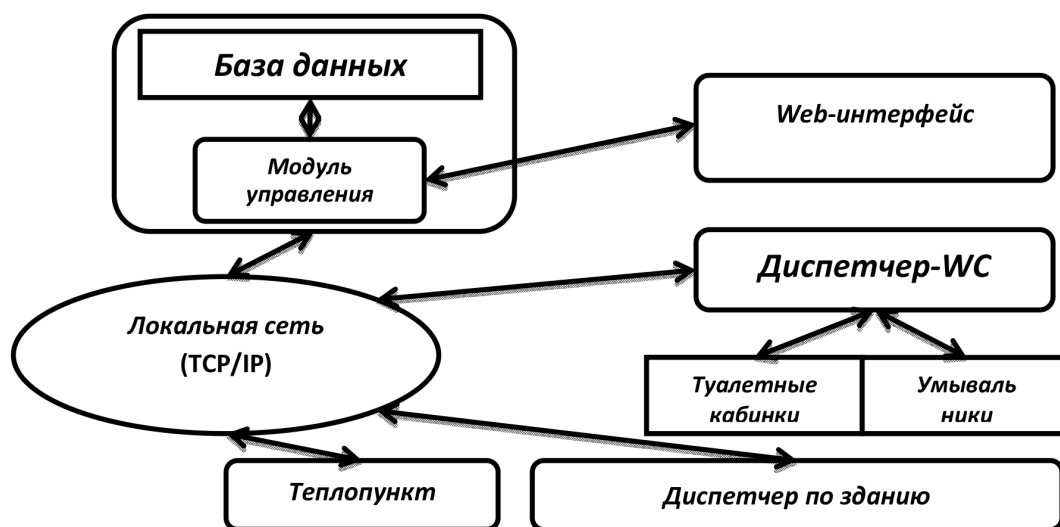 База данных
Web-интерфейс
Модуль
управления
Диспетчер-WC
Локальная сеть
(TCP/IP)
Туалетные
кабинки
Умываль
ники
Теплопункт
Диспетчер по зданию